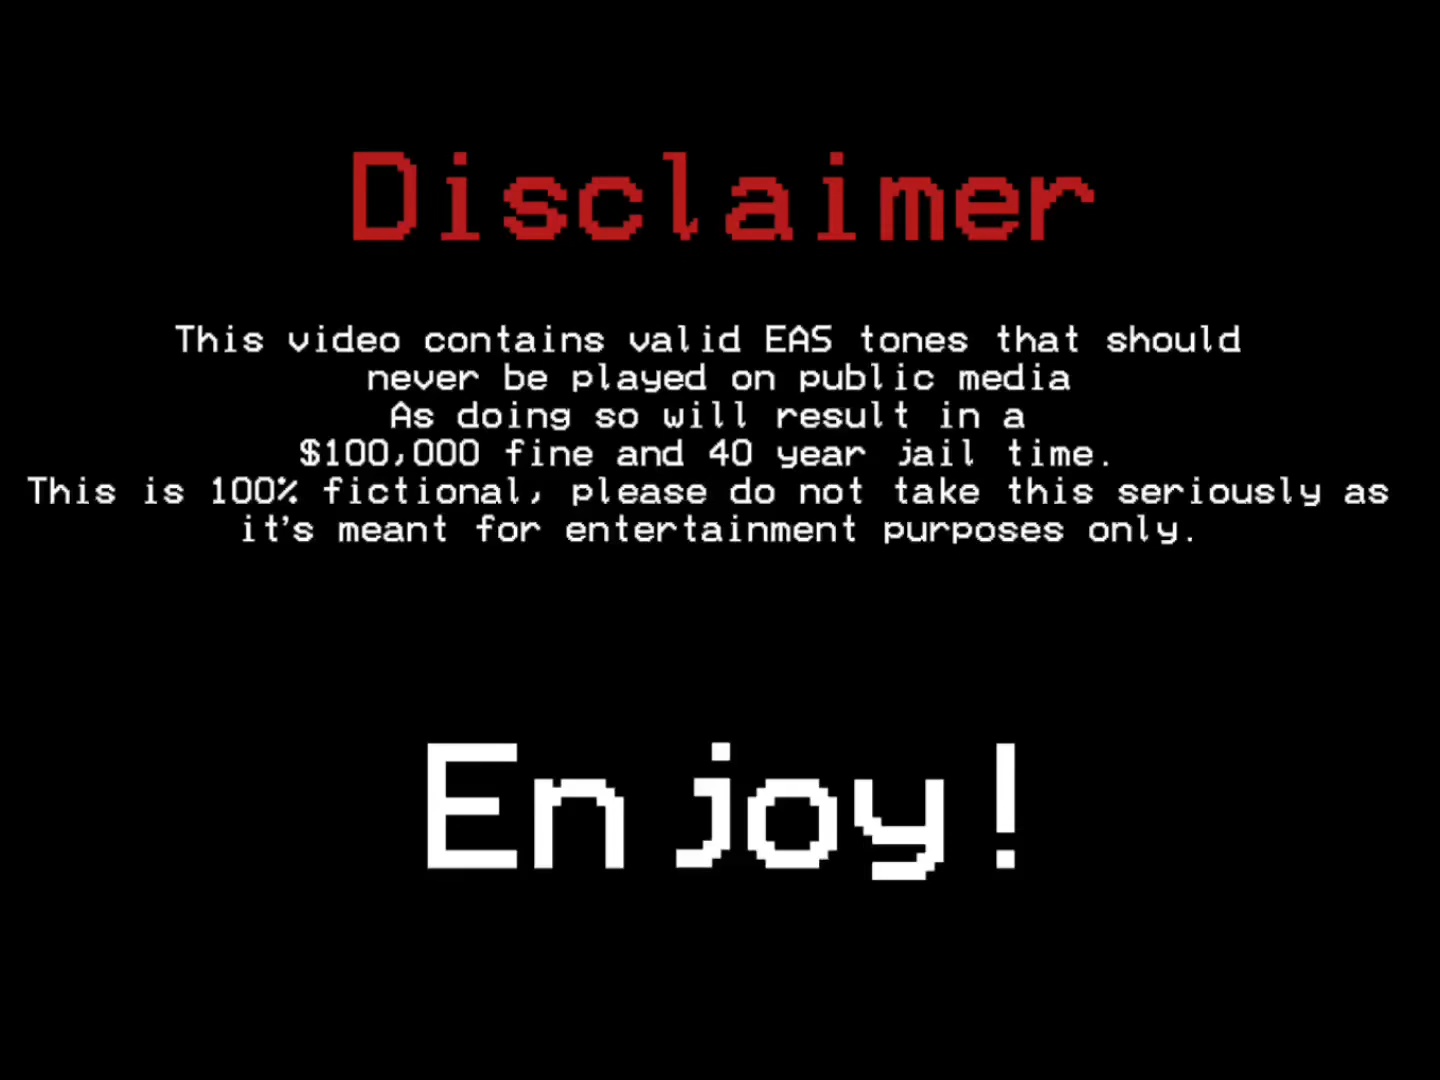 Disclaimer
This video contains valid EAS tones that should
never be played on public media
As doing so will result in a
$100,000 fine and 40 year jail time.
This is 100% fictional, please do not take this seriously as
it's meant for entertainment purposes only.
Enjoy!